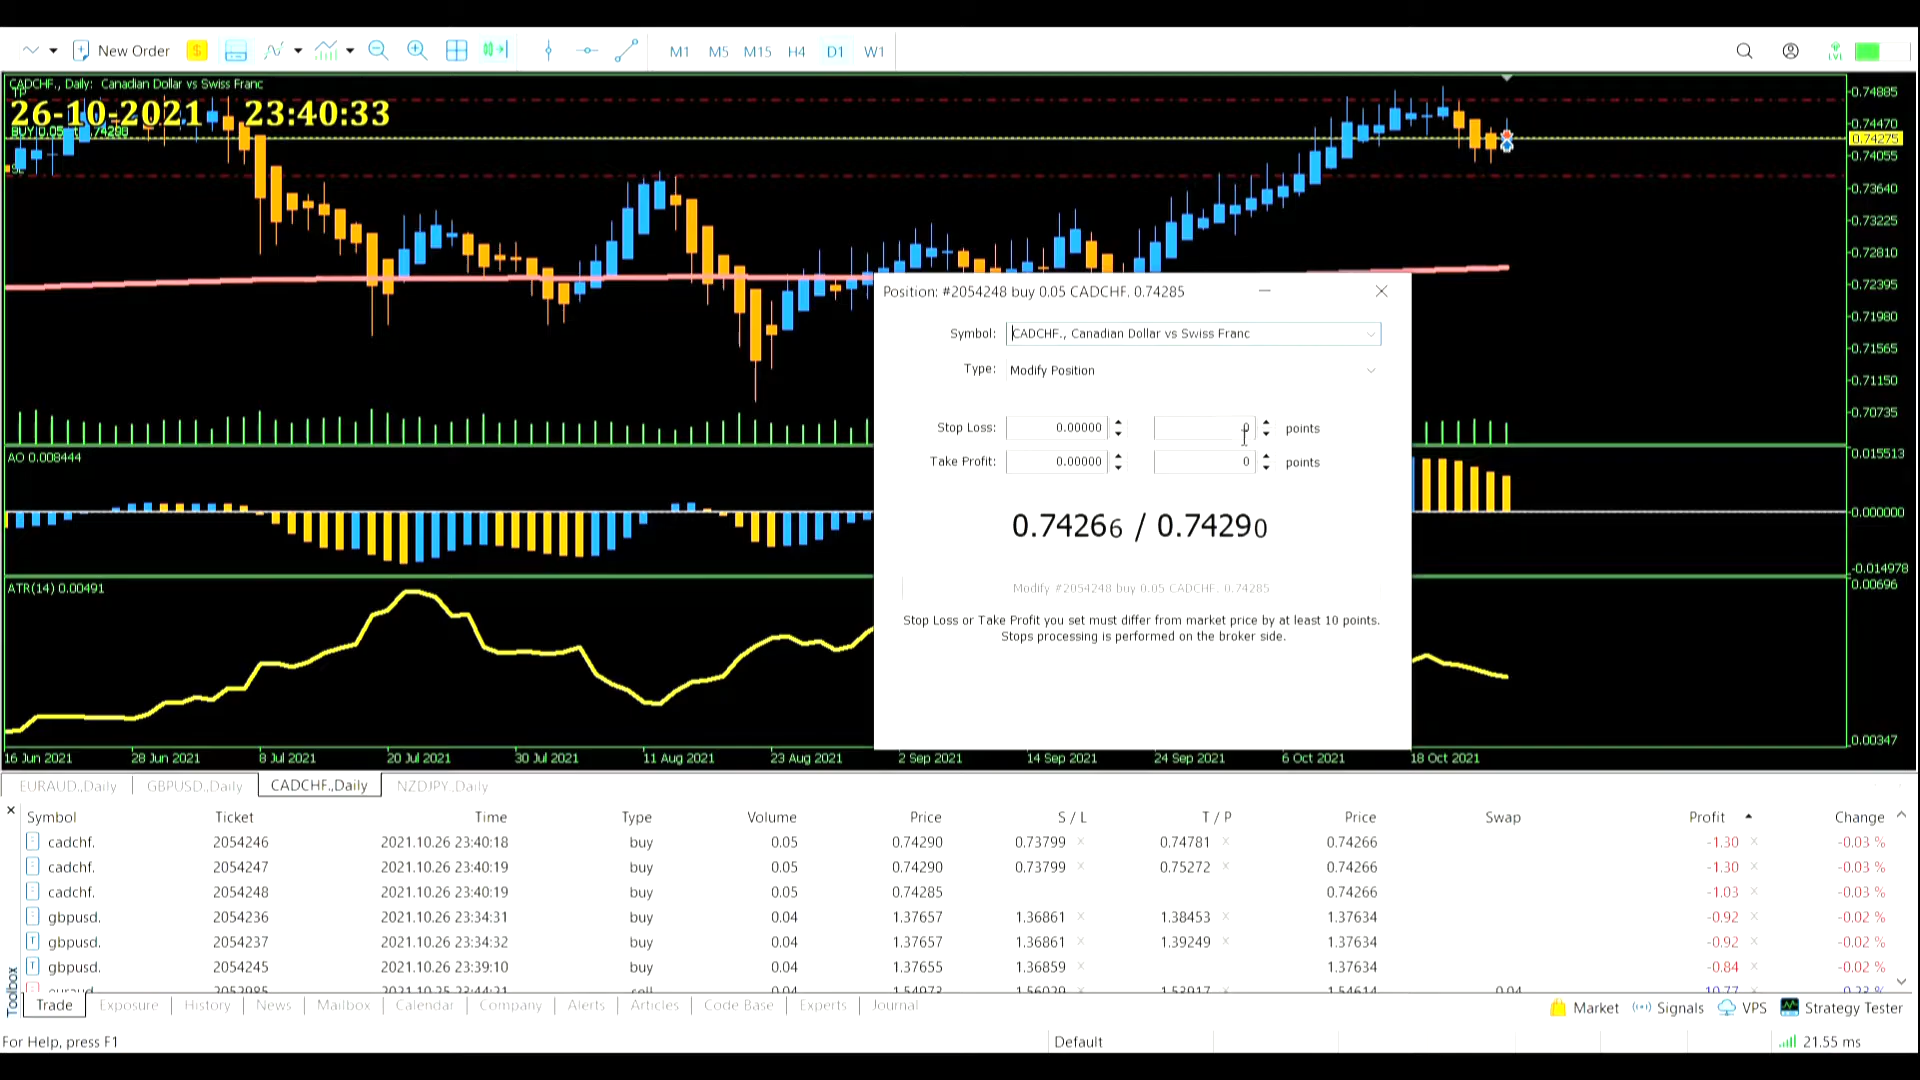 New Order $ M1 M5 M15 H4 D1 W1
CADCHF., Daily: Canadian Dollar vs Swiss Franc
TP
26-10-2021 23:40:33
SL
0.74885
0.74470
0.74275
0.74055
0.73640
0.73225
0.72810
0.72395
0.71980
0.71565
0.71150
0.70735
Position: #2054248 buy 0.05 CADCHF. 0.74285
Symbol: CADCHF., Canadian Dollar vs Swiss Franc
Type: Modify Position
Stop Loss: 0.00000 0 points
Take Profit: 0.00000 0 points
0.74266 / 0.74290
Modify #2054248 buy 0.05 CADCHF. 0.74285
Stop Loss or Take Profit you set must differ from market price by at least 10 points.
Stops processing is performed on the broker side.
AO 0.008444
0.015513
0.000000
-0.014978
ATR(14) 0.00491
0.00696
0.00347
16 Jun 2021 28 Jun 2021 8 Jul 2021 20 Jul 2021 30 Jul 2021 11 Aug 2021 23 Aug 2021 2 Sep 2021 14 Sep 2021 24 Sep 2021 6 Oct 2021 18 Oct 2021
EURAUD.,Daily GBPUSD.,Daily CADCHF.,Daily NZDJPY.,Daily
Symbol Ticket Time Type Volume Price S / L T / P Price Swap Profit Change
cadchf. 2054246 2021.10.26 23:40:18 buy 0.05 0.74290 0.73799 0.74781 0.74266 -1.30 -0.03 %
cadchf. 2054247 2021.10.26 23:40:19 buy 0.05 0.74290 0.73799 0.75272 0.74266 -1.30 -0.03 %
cadchf. 2054248 2021.10.26 23:40:19 buy 0.05 0.74285 0.74266 -1.03 -0.03 %
gbpusd. 2054236 2021.10.26 23:34:31 buy 0.04 1.37657 1.36861 1.38453 1.37634 -0.92 -0.02 %
gbpusd. 2054237 2021.10.26 23:34:32 buy 0.04 1.37657 1.36861 1.39249 1.37634 -0.92 -0.02 %
gbpusd. 2054245 2021.10.26 23:39:10 buy 0.04 1.37655 1.36859 1.37634 -0.84 -0.02 %
Toolbox
Trade Exposure History News Mailbox Calendar Company Alerts Articles Code Base Experts Journal
Market Signals VPS Strategy Tester
For Help, press F1 Default 21.55 ms